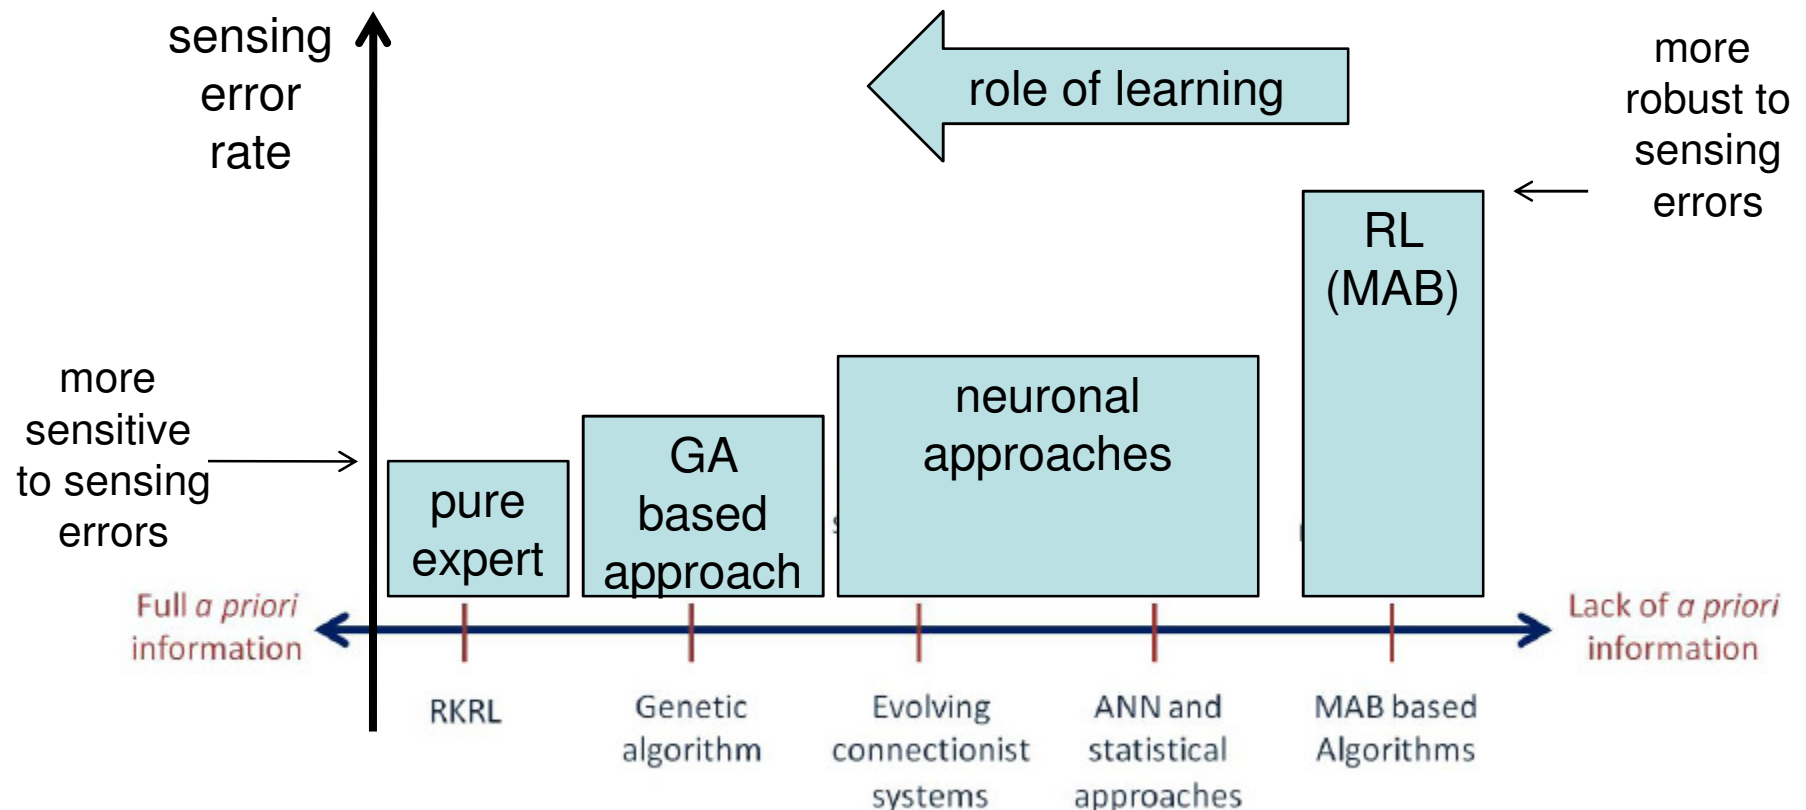 sensing
error
rate
role of learning
more
robust to
sensing
errors
RL
(MAB)
more
sensitive
to sensing
errors
neuronal
approaches
GA
based
approach
pure
expert
Full a priori
information
Lack of a priori
information
RKRL
Genetic
algorithm
Evolving
connectionist
systems
ANN and
statistical
approaches
MAB based
Algorithms